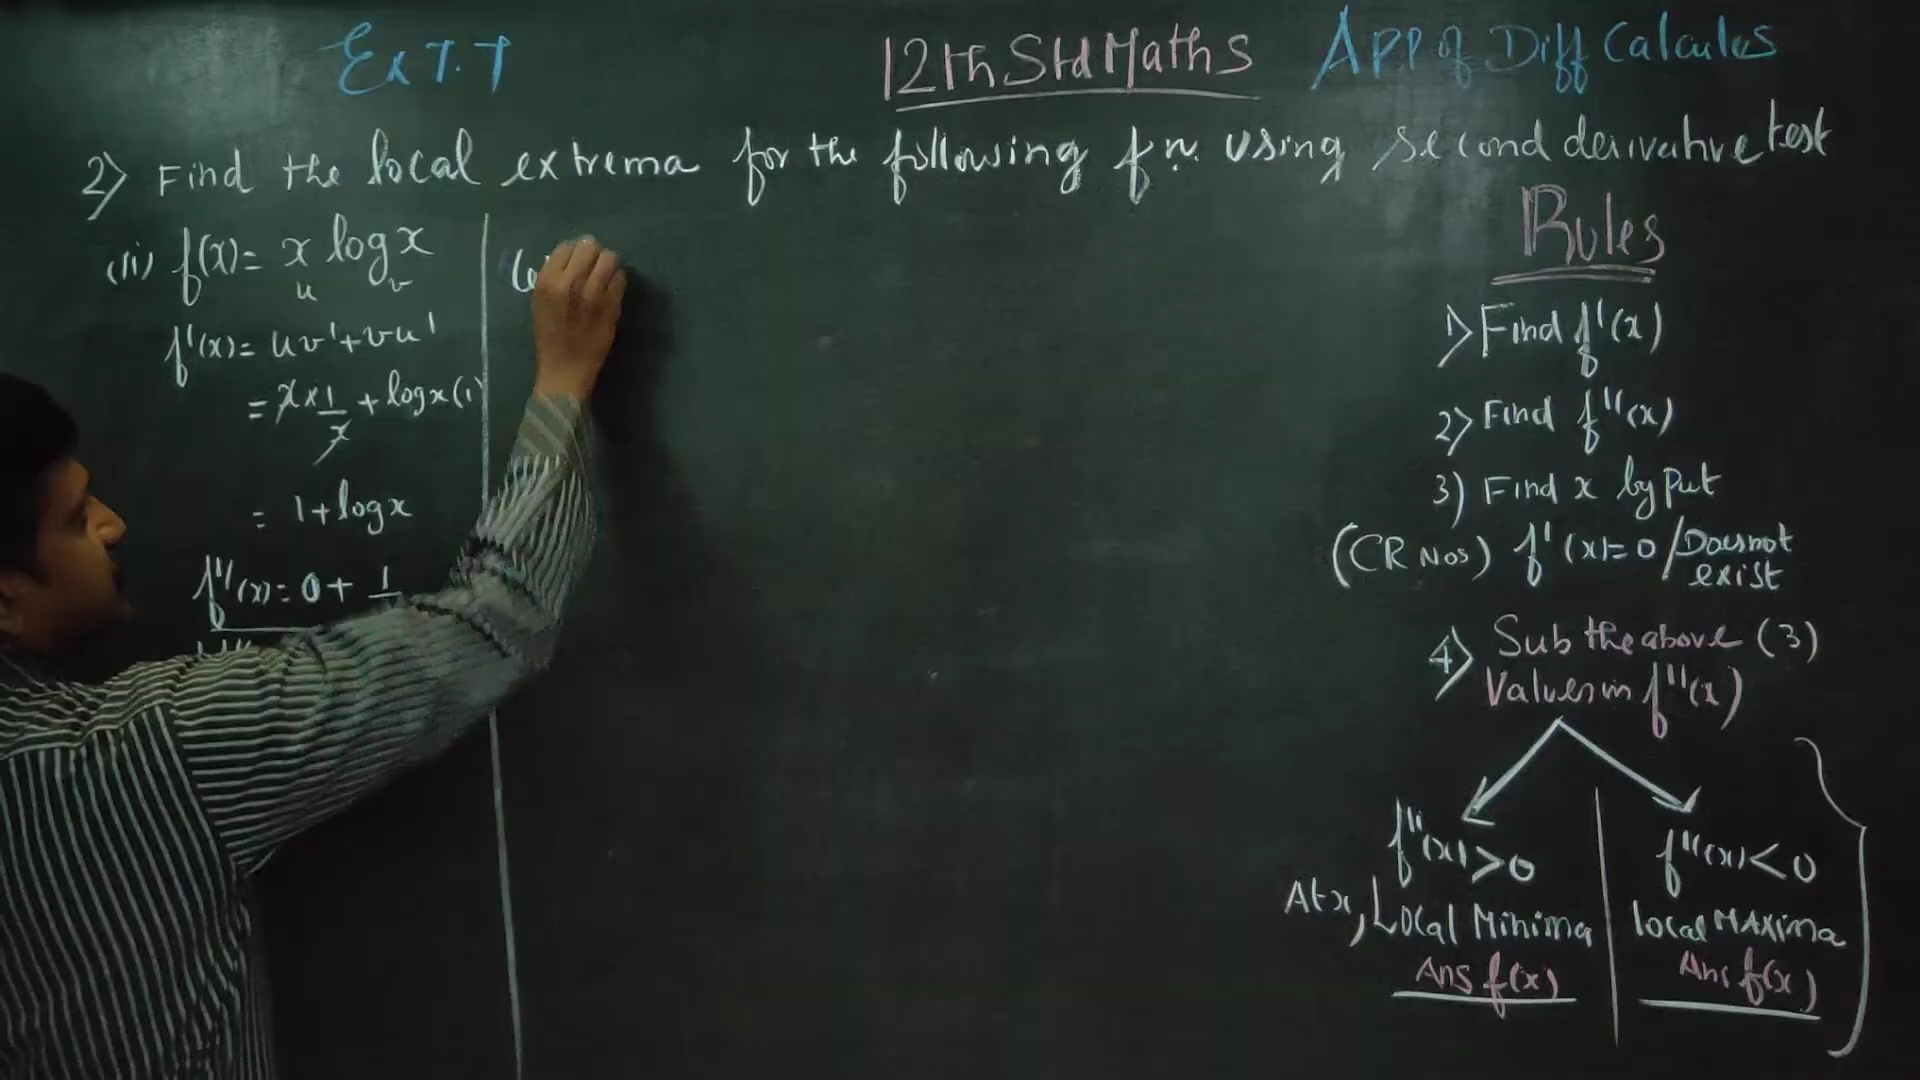 Ex 7.7
12th Std Maths
App of Diff Calculus
2) Find the local extrema for the following fn. using second derivative test
(ii) f(x) = x log x
u v
f'(x) = uv' + vu'
= x × 1/x + log x (1)
= 1 + log x
f''(x) = 0 + 1
Rules
1) Find f'(x)
2) Find f''(x)
3) Find x by Put
(CR Nos) f'(x) = 0 / Does not exist
4) Sub the above (3)
Values in f''(x)
f''(x) > 0
At x, Local Minima
Ans f(x)
f''(x) < 0
local MAxima
Ans f(x)